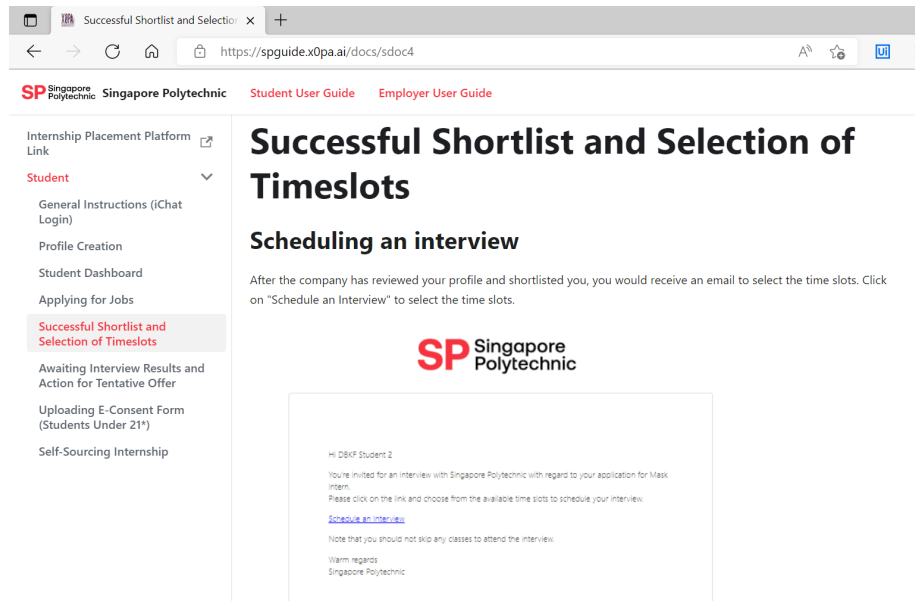 Successful Shortlist and Selection
https://spguide.x0pa.ai/docs/sdoc4
SP Singapore Polytechnic
Singapore Polytechnic
Student User Guide
Employer User Guide
Internship Placement Platform
Link
Student
General Instructions (iChat
Login)
Profile Creation
Student Dashboard
Applying for Jobs
Successful Shortlist and
Selection of Timeslots
Awaiting Interview Results and
Action for Tentative Offer
Uploading E-Consent Form
(Students Under 21*)
Self-Sourcing Internship
Successful Shortlist and Selection of
Timeslots
Scheduling an interview
After the company has reviewed your profile and shortlisted you, you would receive an email to select the time slots. Click
on "Schedule an Interview" to select the time slots.
SP Singapore
Polytechnic
Hi DBKF Student 2
You're invited for an interview with Singapore Polytechnic with regard to your application for Mask
Intern.
Please click on the link and choose from the available time slots to schedule your interview.
Schedule an interview
Note that you should not skip any classes to attend the interview.
Warm regards
Singapore Polytechnic